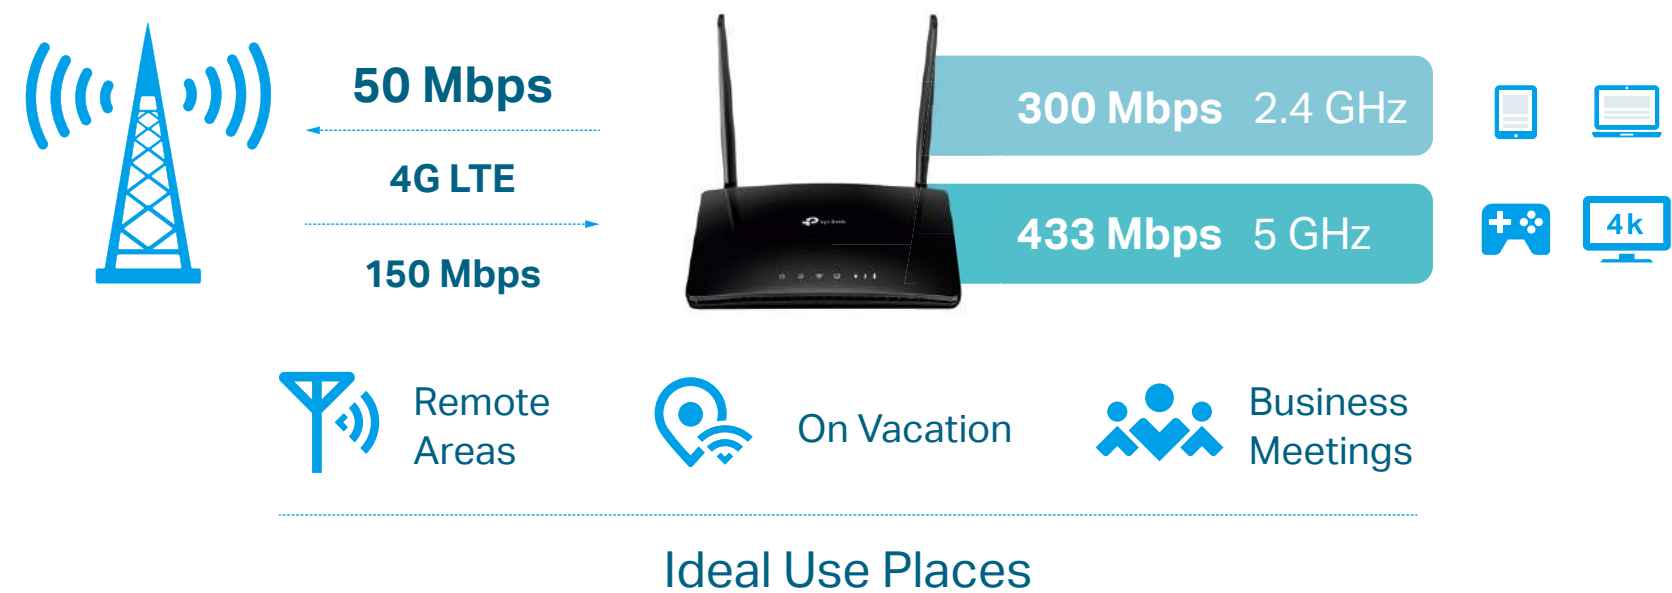 50 Mbps
4G LTE
150 Mbps
300 Mbps 2.4 GHz
433 Mbps 5 GHz
4k
Remote
Areas
On Vacation
Business
Meetings
Ideal Use Places